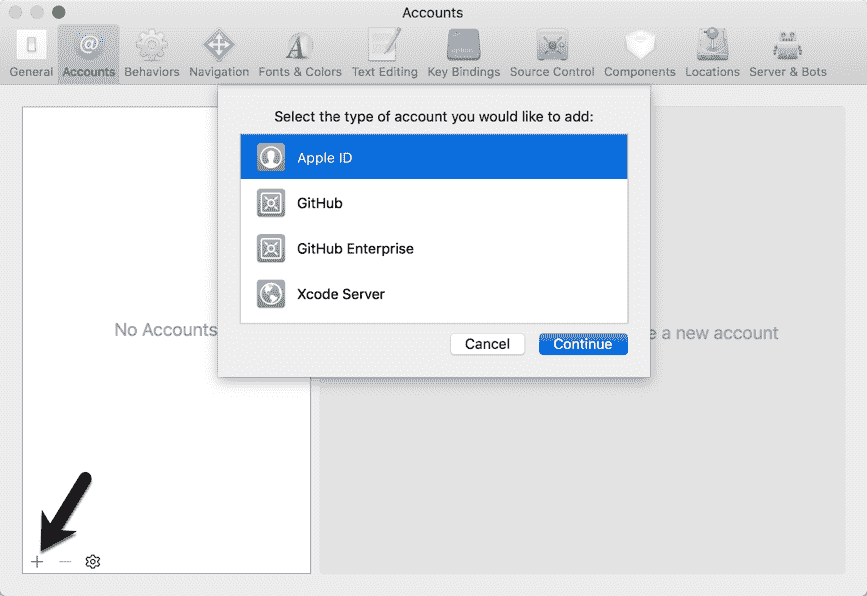 Accounts
General Accounts Behaviors Navigation Fonts & Colors Text Editing Key Bindings Source Control Components Locations Server & Bots
Select the type of account you would like to add:
Apple ID
GitHub
GitHub Enterprise
Xcode Server
No Accounts
e a new account
Cancel Continue